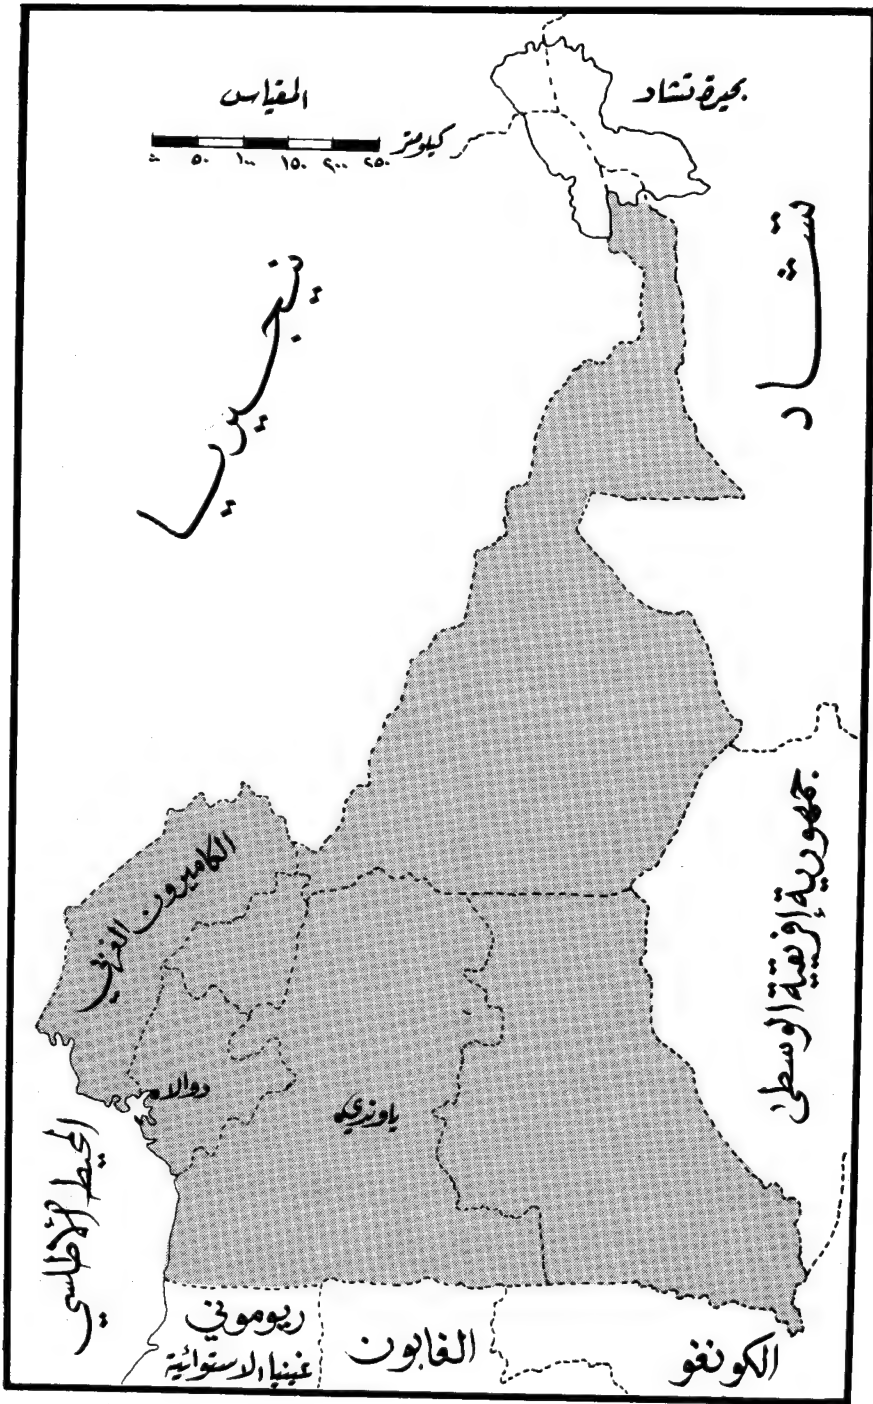 بحيرة تشاد
المقياس
كيلومتر
٥٠ ١٠٠ ١٥٠ ٢٠٠ ٢٥٠
تشاد
نيجيريا
جمهورية إفريقية الوسطى
الكاميرون الغربي
دوالا
ياوندي
المحيط الأطلسي
ريوموني
غينيا الاستوائية
الغابون
الكونغو